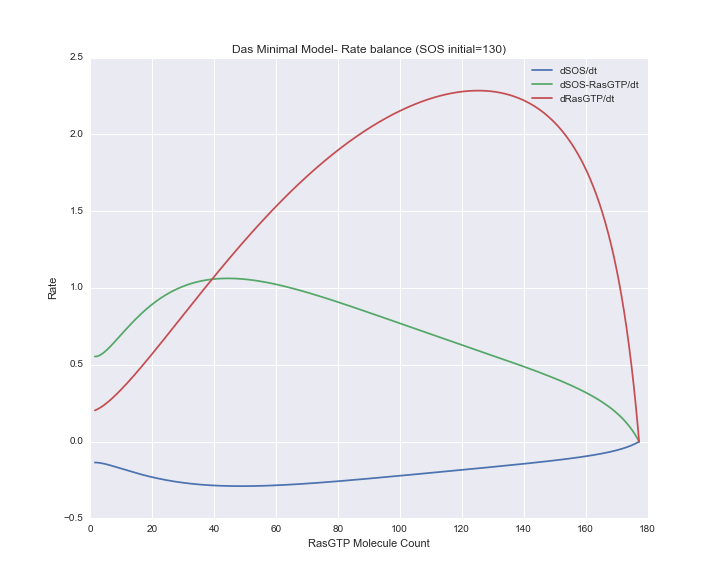 Das Minimal Model- Rate balance (SOS initial=130)
2.5
2.0
1.5
1.0
0.5
0.0
−0.5
Rate
dSOS/dt
dSOS-RasGTP/dt
dRasGTP/dt
0 20 40 60 80 100 120 140 160 180
RasGTP Molecule Count